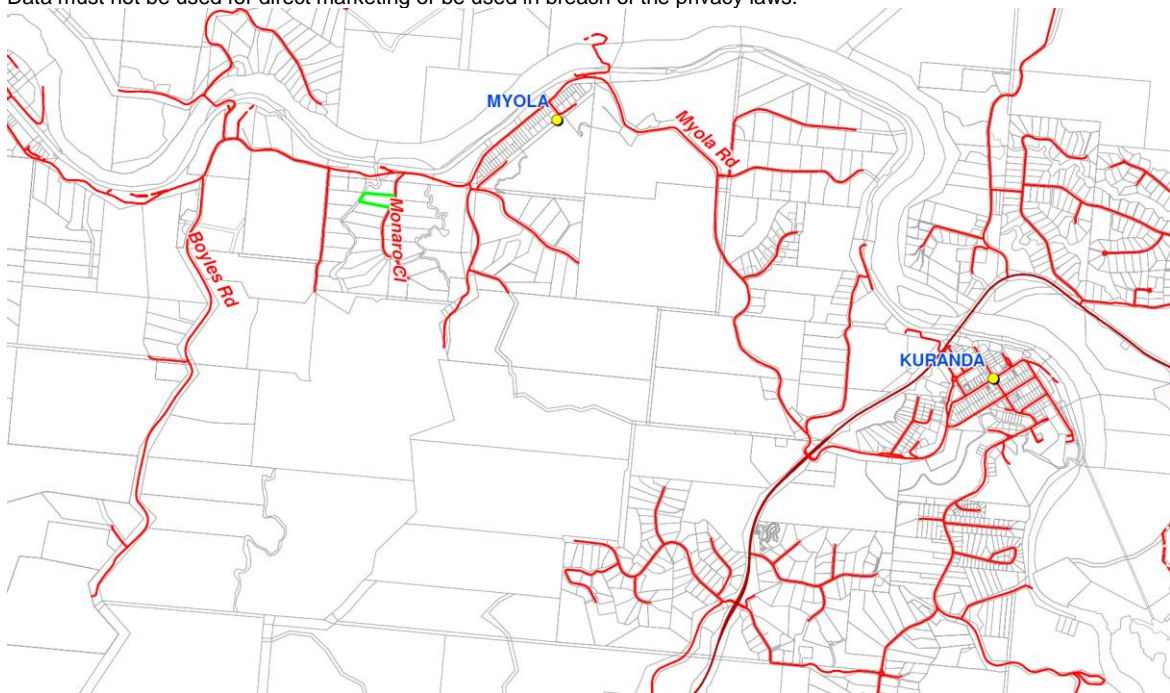 Data must not be used for direct marketing or be used in breach of the privacy laws.
MYOLA
Myola Rd
Monaro Cl
Boyles Rd
KURANDA